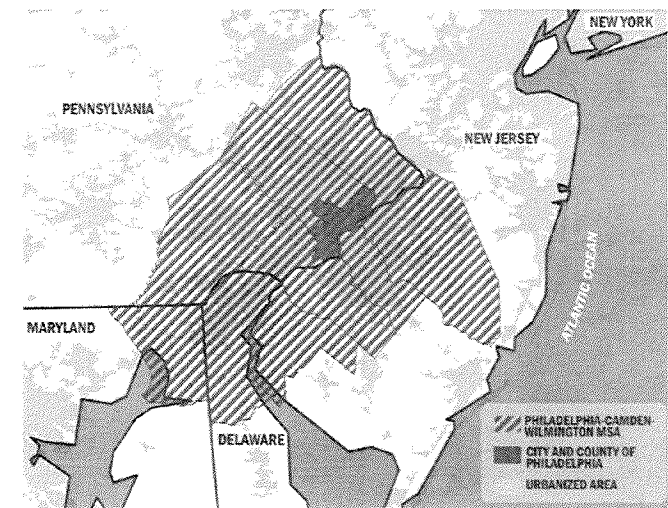 NEW YORK
PENNSYLVANIA
NEW JERSEY
ATLANTIC OCEAN
MARYLAND
DELAWARE
PHILADELPHIA-CAMDEN-
WILMINGTON MSA
CITY AND COUNTY OF
PHILADELPHIA
URBANIZED AREA